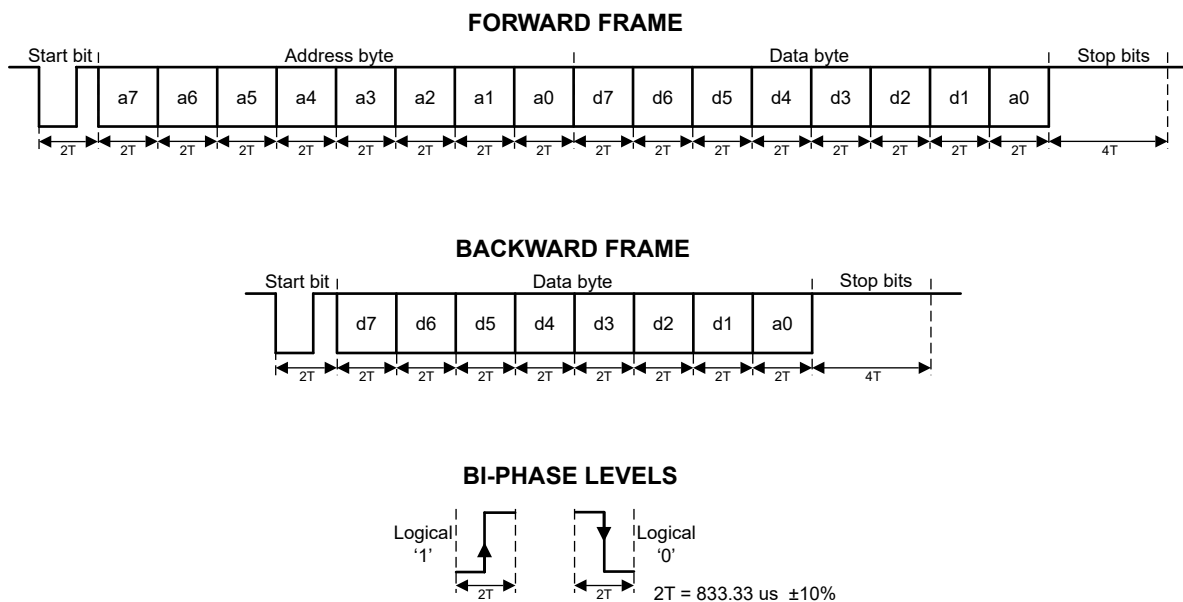 FORWARD FRAME
Start bit Address byte Data byte Stop bits
a7 a6 a5 a4 a3 a2 a1 a0 d7 d6 d5 d4 d3 d2 d1 a0
2T 2T 2T 2T 2T 2T 2T 2T 2T 2T 2T 2T 2T 2T 2T 2T 2T 4T
BACKWARD FRAME
Start bit Data byte Stop bits
d7 d6 d5 d4 d3 d2 d1 a0
2T 2T 2T 2T 2T 2T 2T 2T 2T 4T
BI-PHASE LEVELS
Logical Logical
‘1’ ‘0’
2T 2T 2T = 833.33 us ±10%